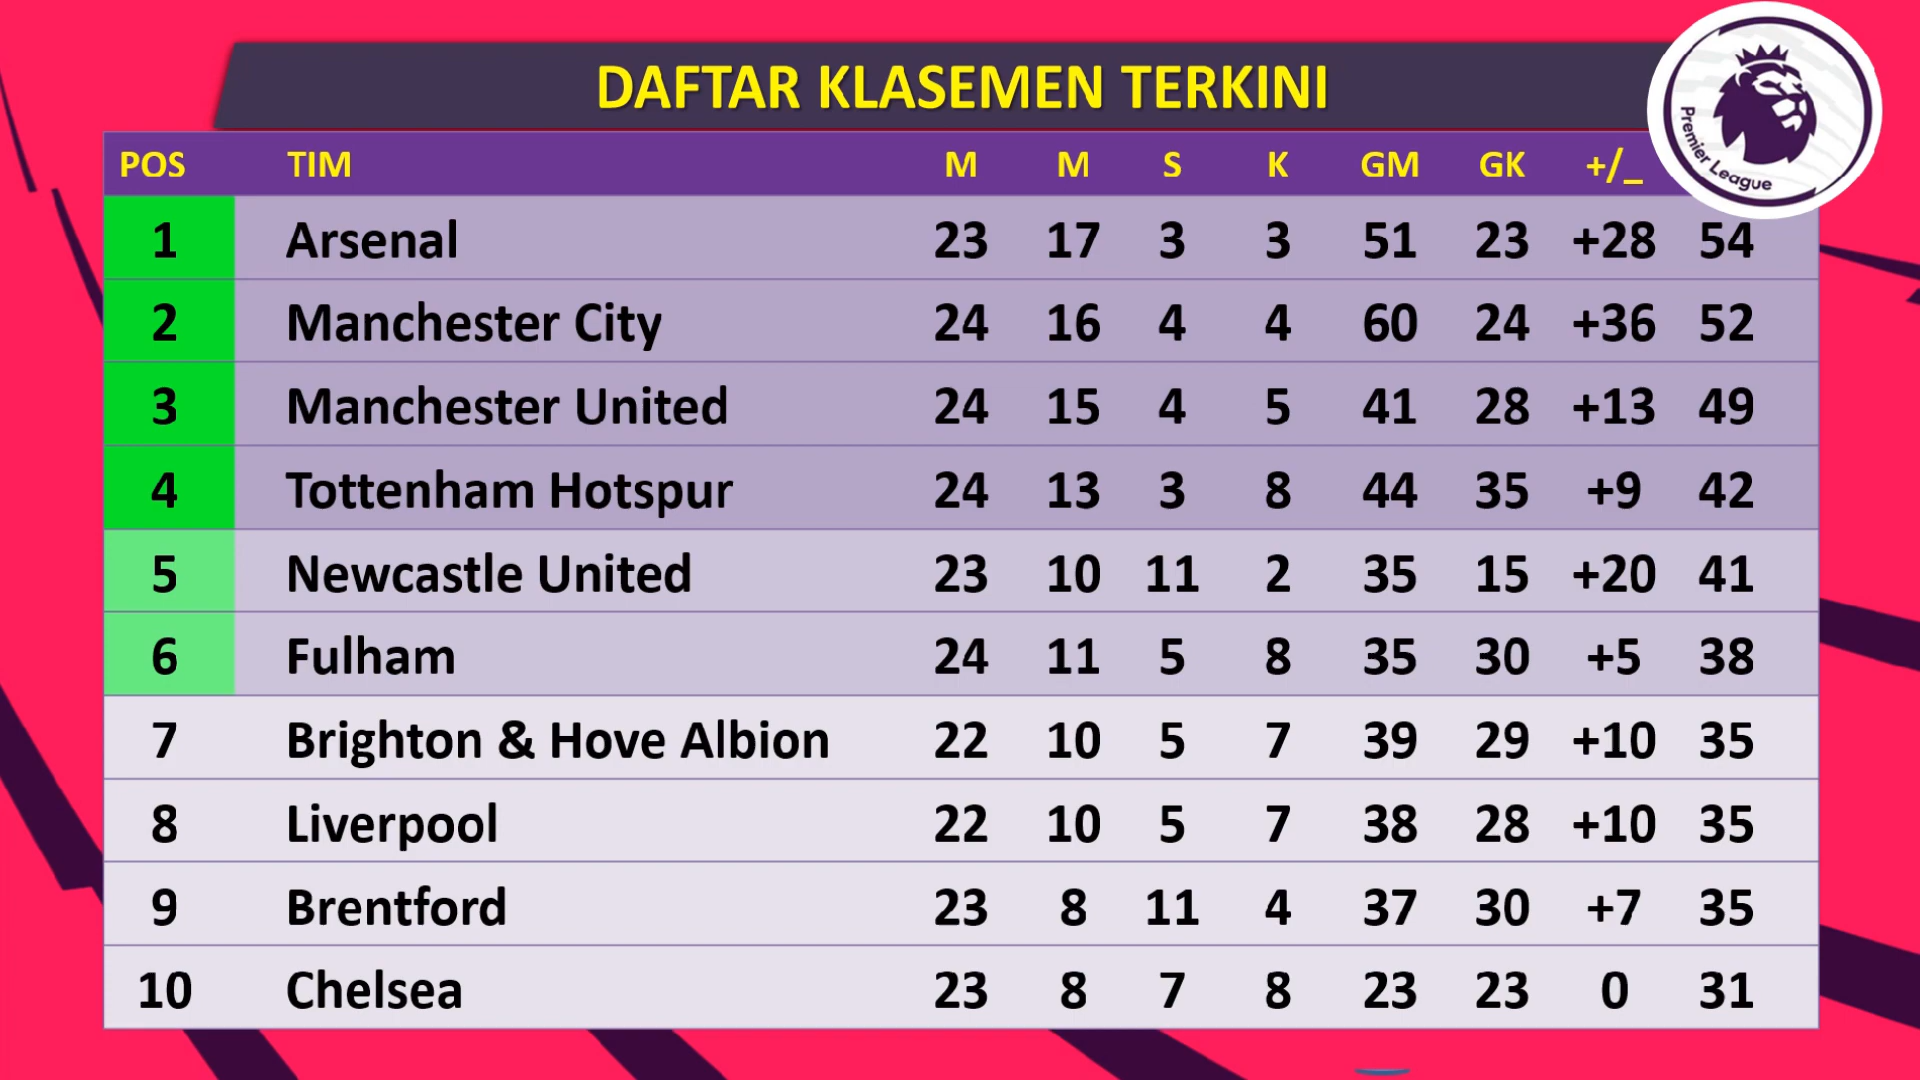 DAFTAR KLASEMEN TERKINI
Premier League
POS TIM M M S K GM GK +/_
1 Arsenal 23 17 3 3 51 23 +28 54
2 Manchester City 24 16 4 4 60 24 +36 52
3 Manchester United 24 15 4 5 41 28 +13 49
4 Tottenham Hotspur 24 13 3 8 44 35 +9 42
5 Newcastle United 23 10 11 2 35 15 +20 41
6 Fulham 24 11 5 8 35 30 +5 38
7 Brighton & Hove Albion 22 10 5 7 39 29 +10 35
8 Liverpool 22 10 5 7 38 28 +10 35
9 Brentford 23 8 11 4 37 30 +7 35
10 Chelsea 23 8 7 8 23 23 0 31